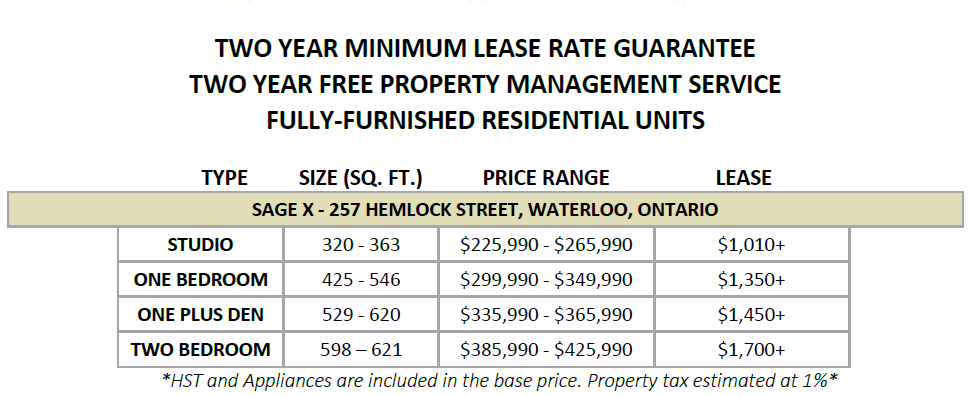 TWO YEAR MINIMUM LEASE RATE GUARANTEE
TWO YEAR FREE PROPERTY MANAGEMENT SERVICE
FULLY-FURNISHED RESIDENTIAL UNITS
TYPE SIZE (SQ. FT.) PRICE RANGE LEASE
SAGE X - 257 HEMLOCK STREET, WATERLOO, ONTARIO
STUDIO 320 - 363 $225,990 - $265,990 $1,010+
ONE BEDROOM 425 - 546 $299,990 - $349,990 $1,350+
ONE PLUS DEN 529 - 620 $335,990 - $365,990 $1,450+
TWO BEDROOM 598 – 621 $385,990 - $425,990 $1,700+
*HST and Appliances are included in the base price. Property tax estimated at 1%*